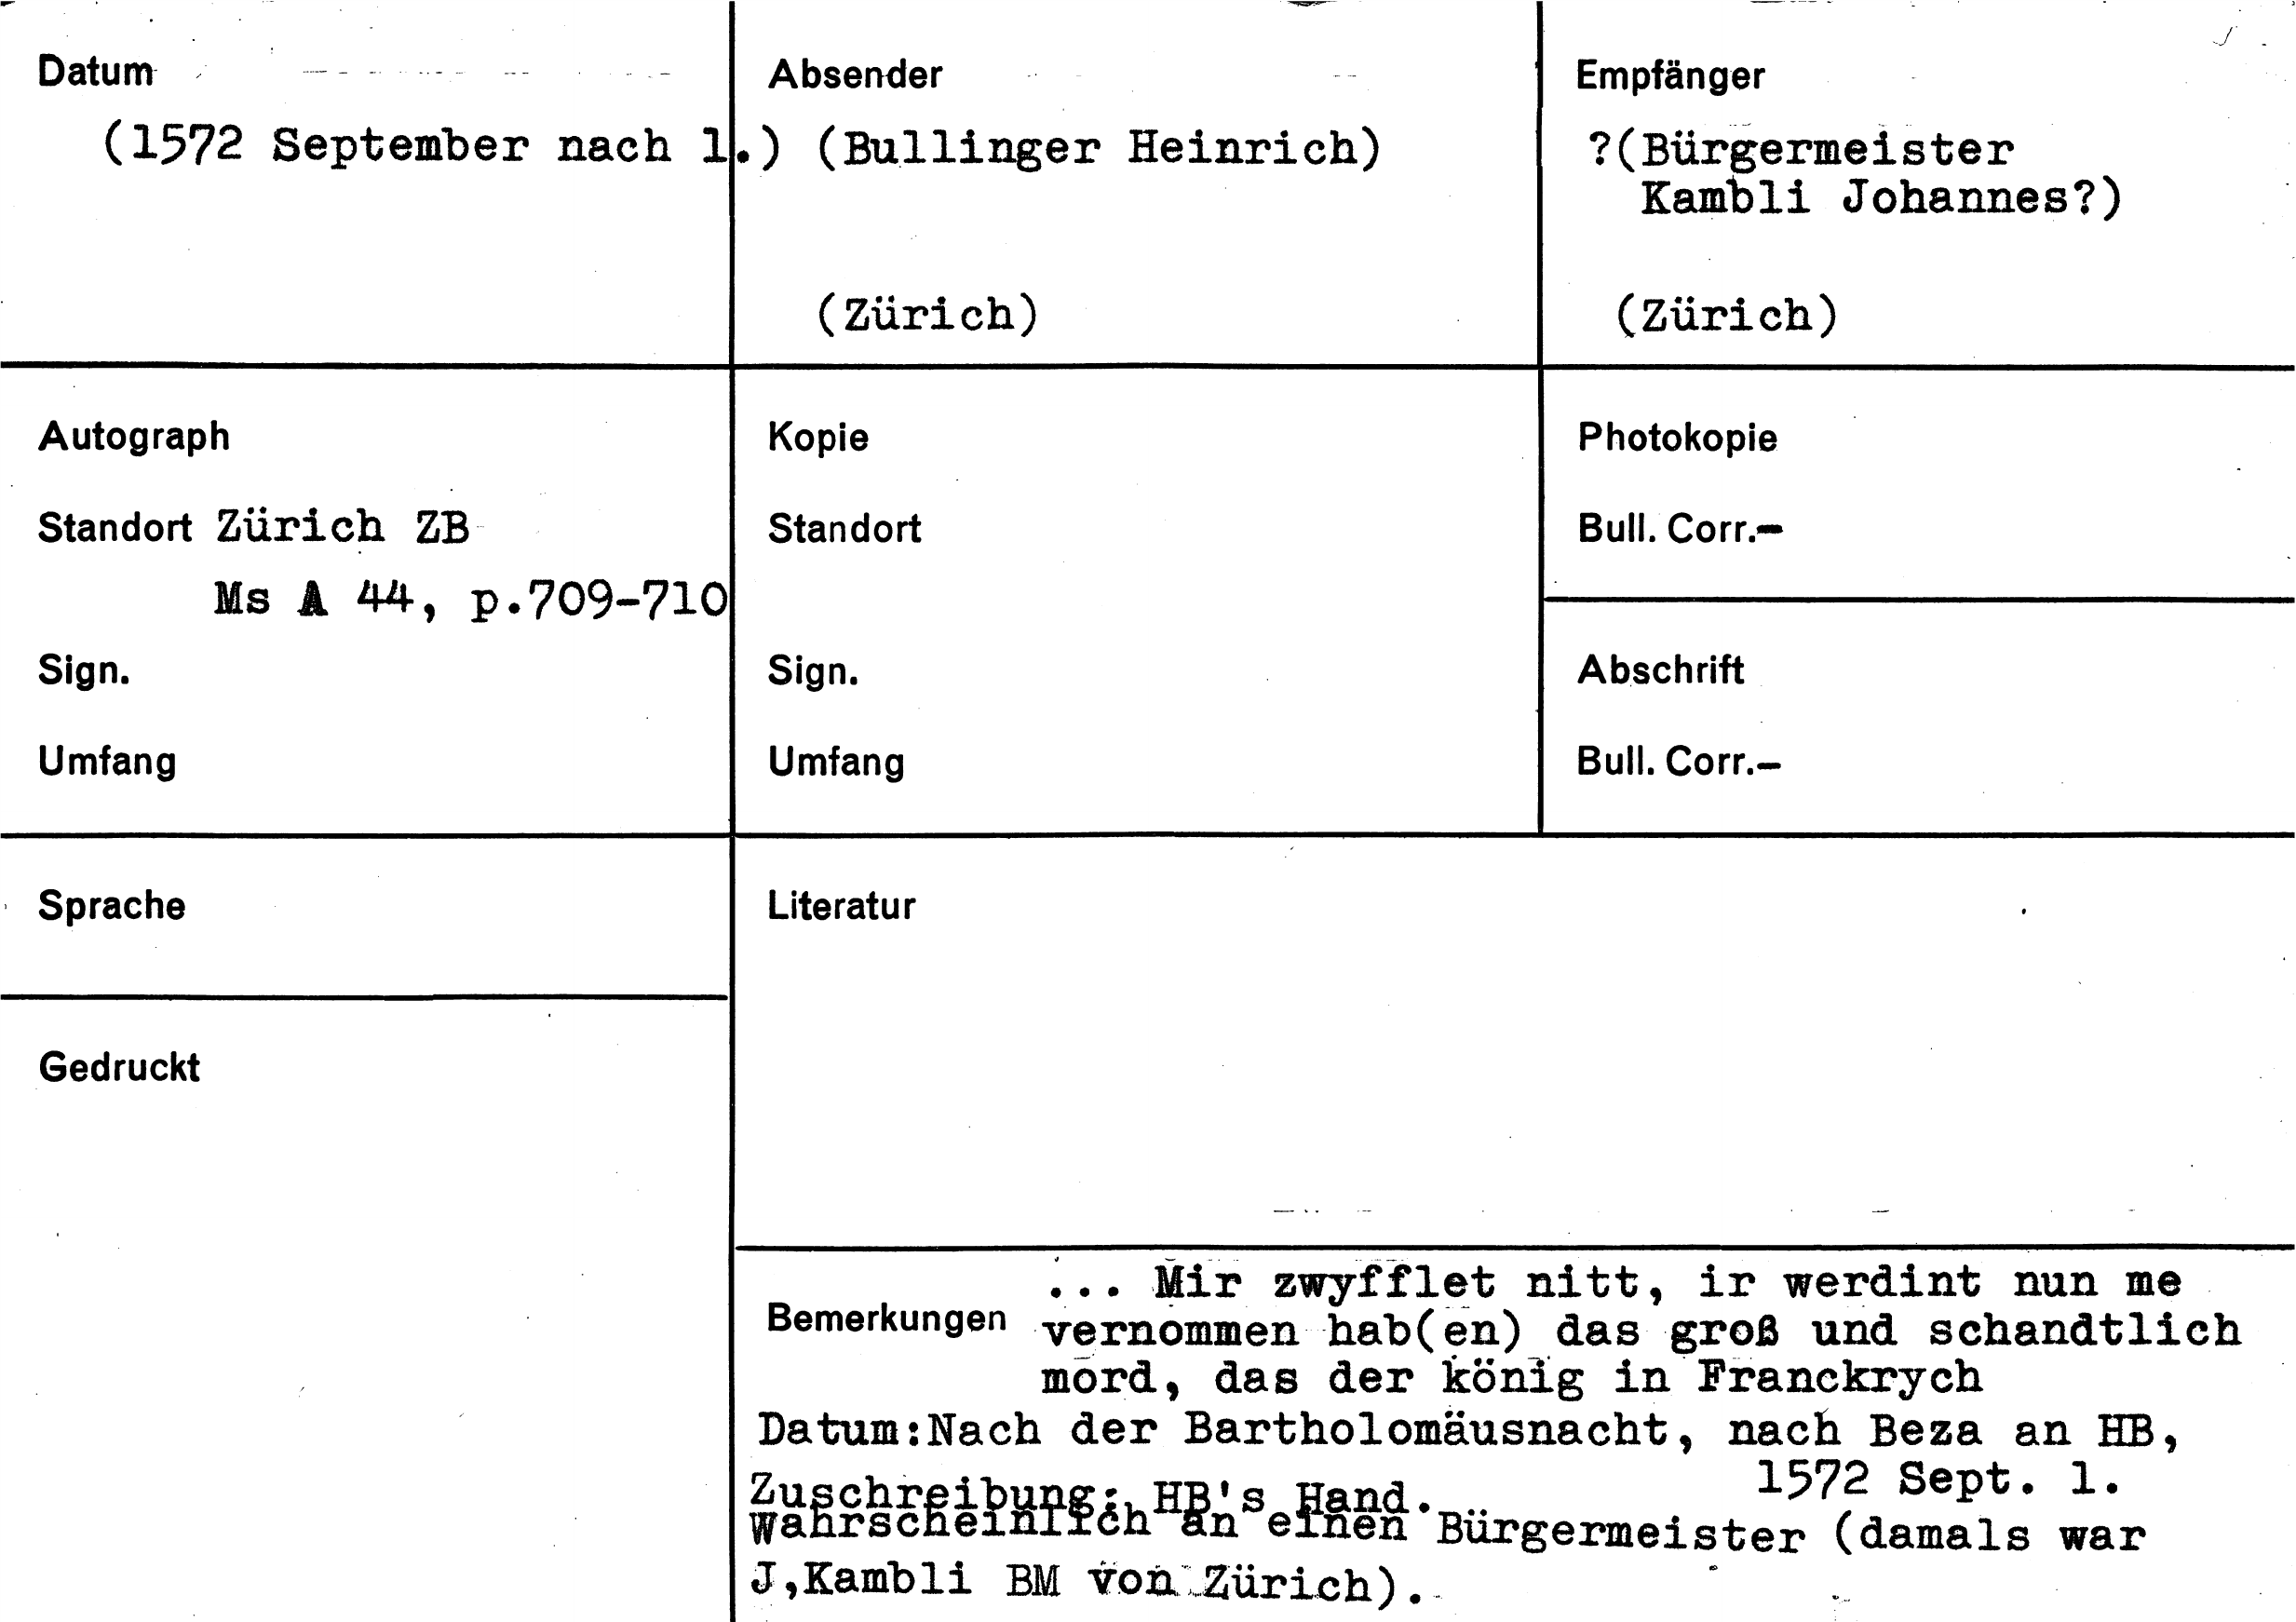 Datum
(1572 September nach 1.)
Absender
(Bullinger Heinrich)
(Zürich)
Empfänger
?(Bürgermeister
Kambli Johannes?)
(Zürich)
Autograph
Standort Zürich ZB
Ms A 44, p.709-710
Sign.
Umfang
Kopie
Standort
Sign.
Umfang
Photokopie
Bull. Corr.–
Abschrift
Bull. Corr.–
Sprache
Gedruckt
Literatur
Bemerkungen
... Mir zwyfflet nitt, ir werdint nun me
vernommen hab(en) das groß und schandtlich
mord, das der könig in Franckrych
Datum:Nach der Bartholomäusnacht, nach Beza an HB,
1572 Sept. 1.
Zuschreibung: HB's Hand.
Wahrscheinlich an einen Bürgermeister (damals war
J,Kambli BM von Zürich).